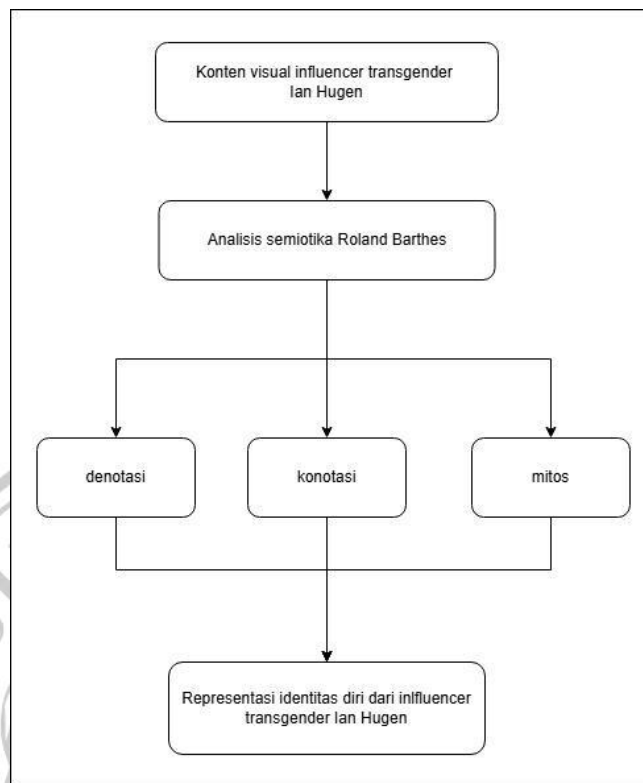 Konten visual influencer transgender
Ian Hugen
Analisis semiotika Roland Barthes
denotasi
konotasi
mitos
Representasi identitas diri dari inlfluencer
transgender Ian Hugen